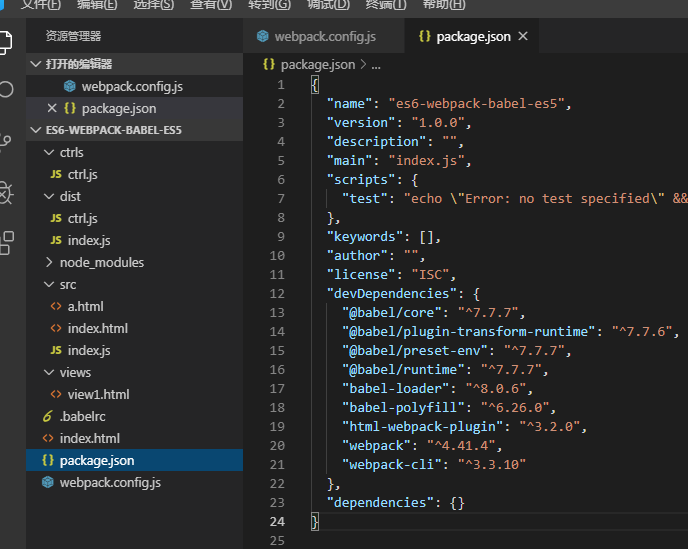 文件(F) 编辑(E) 选择(S) 查看(V) 转到(G) 调试(D) 终端(T) 帮助(H)
资源管理器
打开的编辑器
webpack.config.js
package.json
ES6-WEBPACK-BABEL-ES5
ctrls
JS ctrl.js
dist
JS ctrl.js
JS index.js
node_modules
src
<> a.html
<> index.html
JS index.js
views
<> view1.html
.babelrc
<> index.html
{} package.json
webpack.config.js
webpack.config.js {} package.json ×
{} package.json > ...
1 {
2 "name": "es6-webpack-babel-es5",
3 "version": "1.0.0",
4 "description": "",
5 "main": "index.js",
6 "scripts": {
7 "test": "echo \"Error: no test specified\" &&
8 },
9 "keywords": [],
10 "author": "",
11 "license": "ISC",
12 "devDependencies": {
13 "@babel/core": "^7.7.7",
14 "@babel/plugin-transform-runtime": "^7.7.6",
15 "@babel/preset-env": "^7.7.7",
16 "@babel/runtime": "^7.7.7",
17 "babel-loader": "^8.0.6",
18 "babel-polyfill": "^6.26.0",
19 "html-webpack-plugin": "^3.2.0",
20 "webpack": "^4.41.4",
21 "webpack-cli": "^3.3.10"
22 },
23 "dependencies": {}
24 }
25